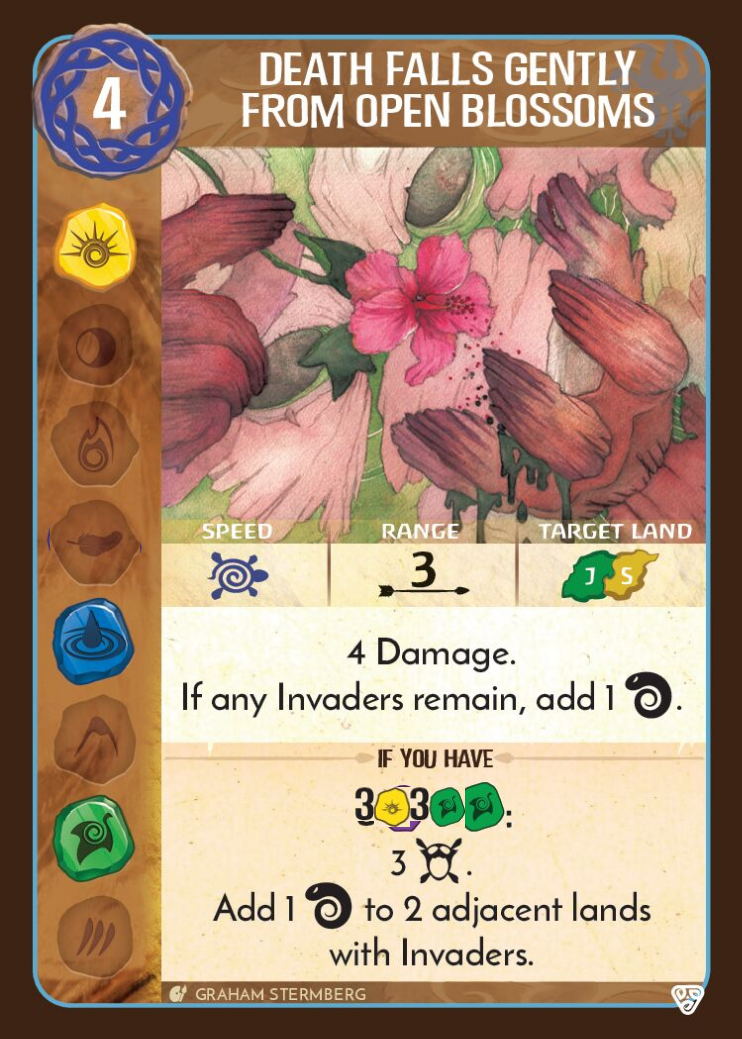 4
DEATH FALLS GENTLY
FROM OPEN BLOSSOMS
SPEED RANGE TARGET LAND
3
J S
4 Damage.
If any Invaders remain, add 1 .
IF YOU HAVE
3 3 :
3 .
Add 1 to 2 adjacent lands
with Invaders.
GRAHAM STERMBERG